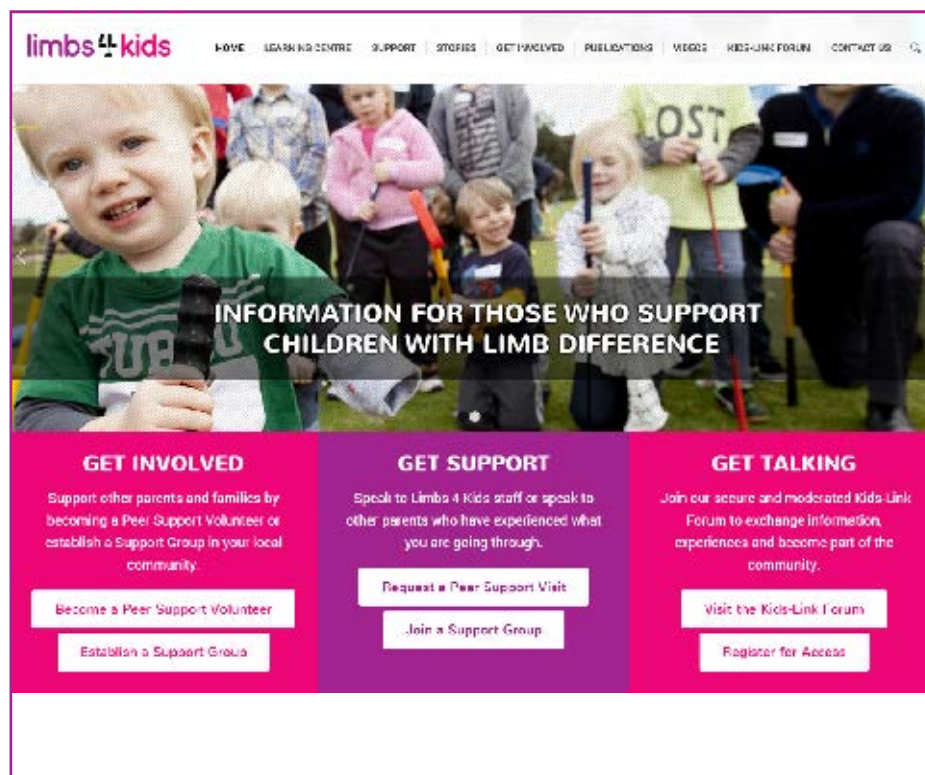 limbs 4 kids
HOME LEARNING CENTRE SUPPORT STORIES GET INVOLVED PUBLICATIONS VIDEOS KIDS-LINK FORUM CONTACT US
LOST
INFORMATION FOR THOSE WHO SUPPORT
CHILDREN WITH LIMB DIFFERENCE
GET INVOLVED
Support other parents and families by
becoming a Peer Support Volunteer or
establish a Support Group in your local
community.
Become a Peer Support Volunteer
Establish a Support Group
GET SUPPORT
Speak to Limbs 4 Kids staff or speak to
other parents who have experienced what
you are going through.
Request a Peer Support Visit
Join a Support Group
GET TALKING
Join our secure and moderated Kids-Link
Forum to exchange information,
experiences and become part of the
community.
Visit the Kids-Link Forum
Register for Access